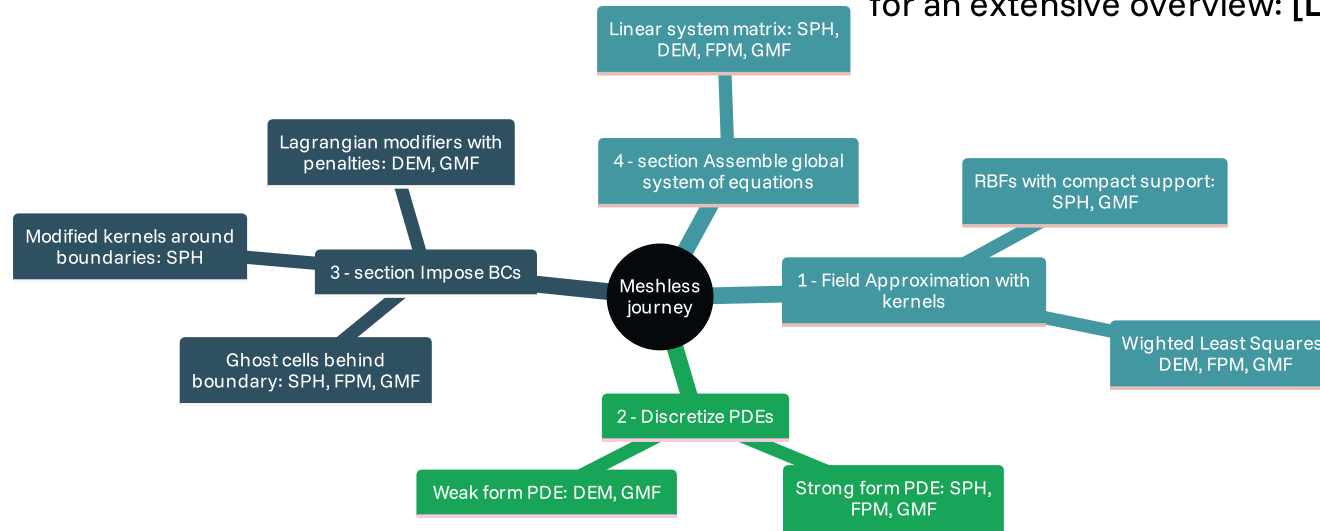 for an extensive overview: [L
Linear system matrix: SPH,
DEM, FPM, GMF
Lagrangian modifiers with
penalties: DEM, GMF
4 - section Assemble global
system of equations
RBFs with compact support:
SPH, GMF
Modified kernels around
boundaries: SPH
3 - section Impose BCs
Meshless
journey
1 - Field Approximation with
kernels
Ghost cells behind
boundary: SPH, FPM, GMF
Wighted Least Squares
DEM, FPM, GMF
2 - Discretize PDEs
Weak form PDE: DEM, GMF
Strong form PDE: SPH,
FPM, GMF